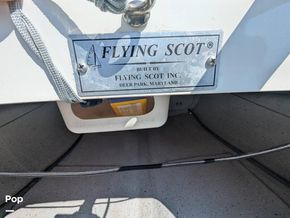 FLYING SCOT®
BUILT BY
FLYING SCOT INC.
DEER PARK, MARYLAND
Pop